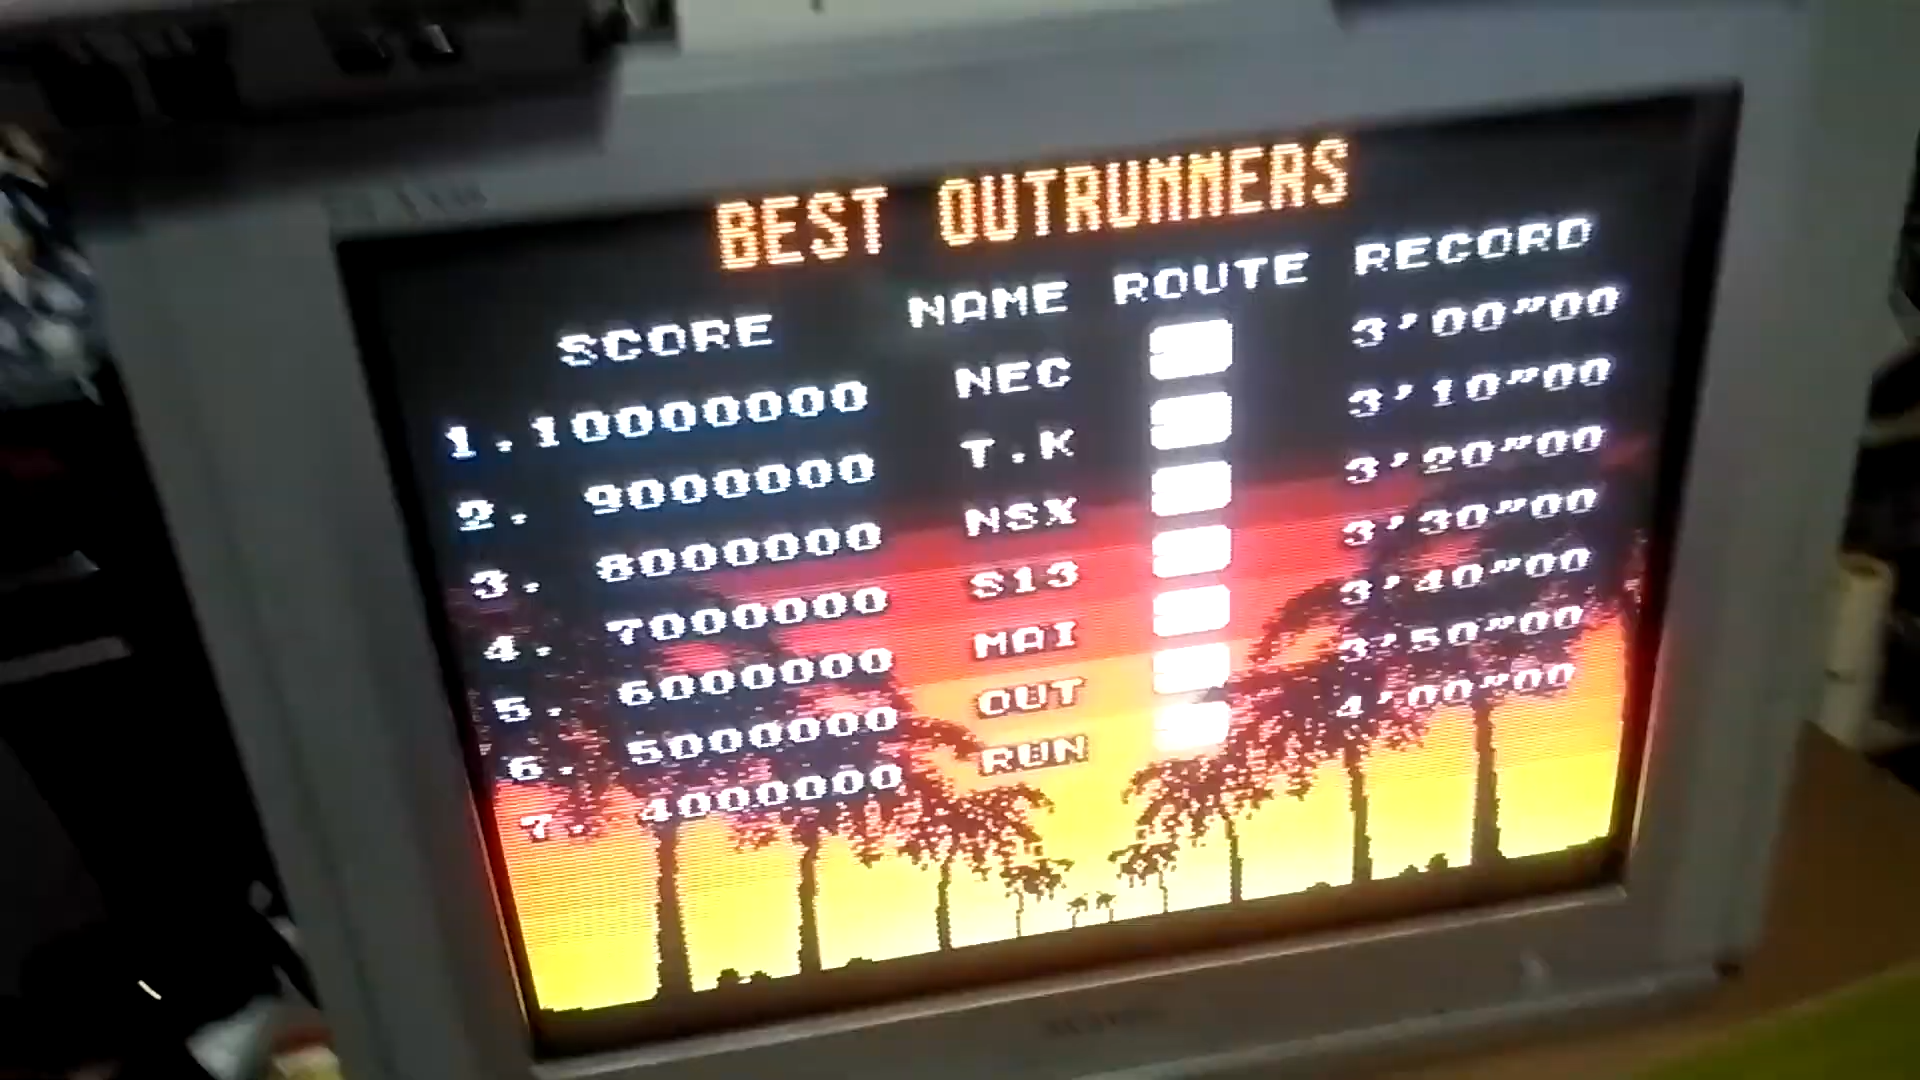 BEST OUTRUNNERS
SCORE NAME ROUTE RECORD
1.10000000 NEC 3'00"00
2. 9000000 T.K 3'10"00
3. 8000000 NSX 3'20"00
4. 7000000 S13 3'30"00
5. 6000000 MAI 3'40"00
6. 5000000 OUT 3'50"00
7. 4000000 RUN 4'00"00